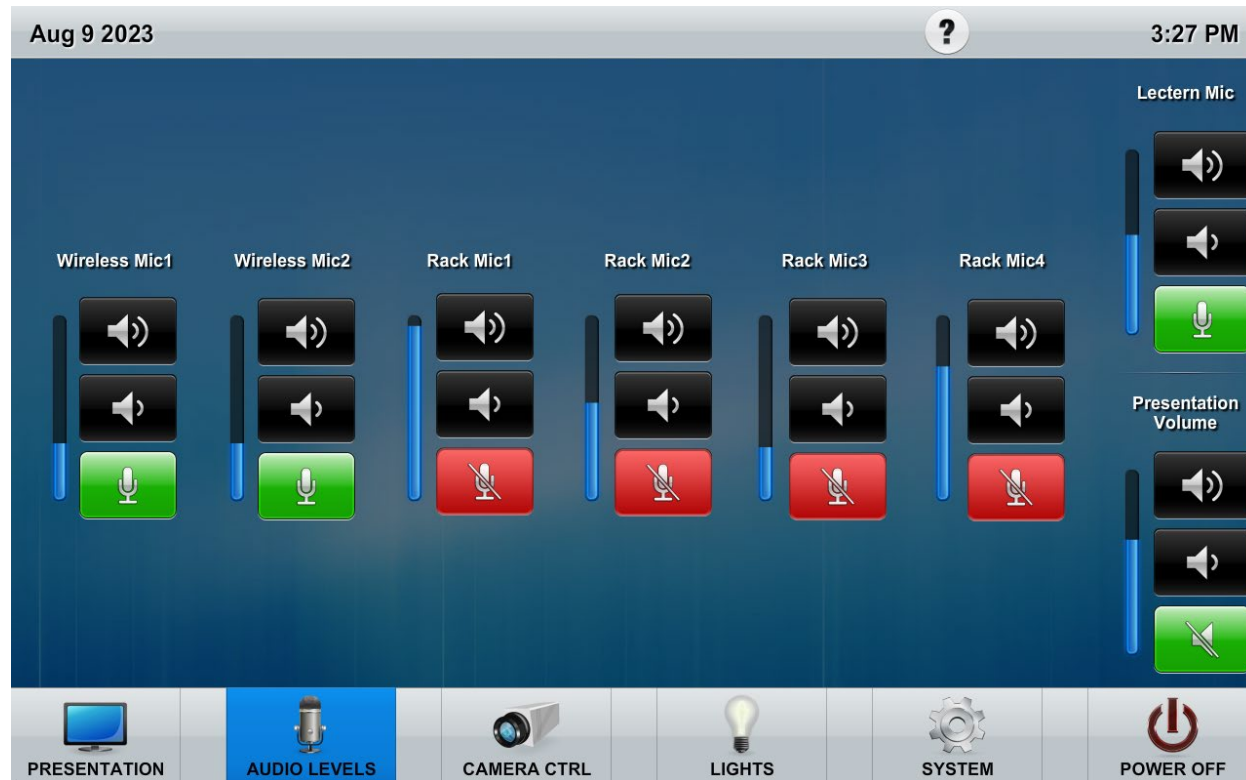 Aug 9 2023
?
3:27 PM
Lectern Mic
Wireless Mic1
Wireless Mic2
Rack Mic1
Rack Mic2
Rack Mic3
Rack Mic4
Presentation
Volume
PRESENTATION
AUDIO LEVELS
CAMERA CTRL
LIGHTS
SYSTEM
POWER OFF